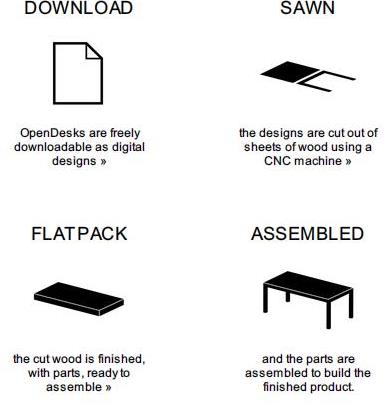 DOWNLOAD
SAWN
OpenDesks are freely
downloadable as digital
designs »
the designs are cut out of
sheets of wood using a
CNC machine »
FLATPACK
ASSEMBLED
the cut wood is finished,
with parts, ready to
assemble »
and the parts are
assembled to build the
finished product.